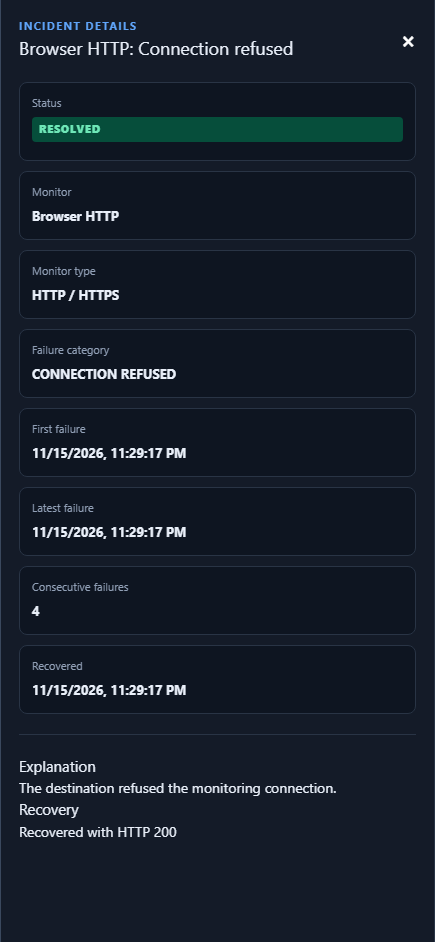 INCIDENT DETAILS
Browser HTTP: Connection refused
×
Status
RESOLVED
Monitor
Browser HTTP
Monitor type
HTTP / HTTPS
Failure category
CONNECTION REFUSED
First failure
11/15/2026, 11:29:17 PM
Latest failure
11/15/2026, 11:29:17 PM
Consecutive failures
4
Recovered
11/15/2026, 11:29:17 PM
Explanation
The destination refused the monitoring connection.
Recovery
Recovered with HTTP 200